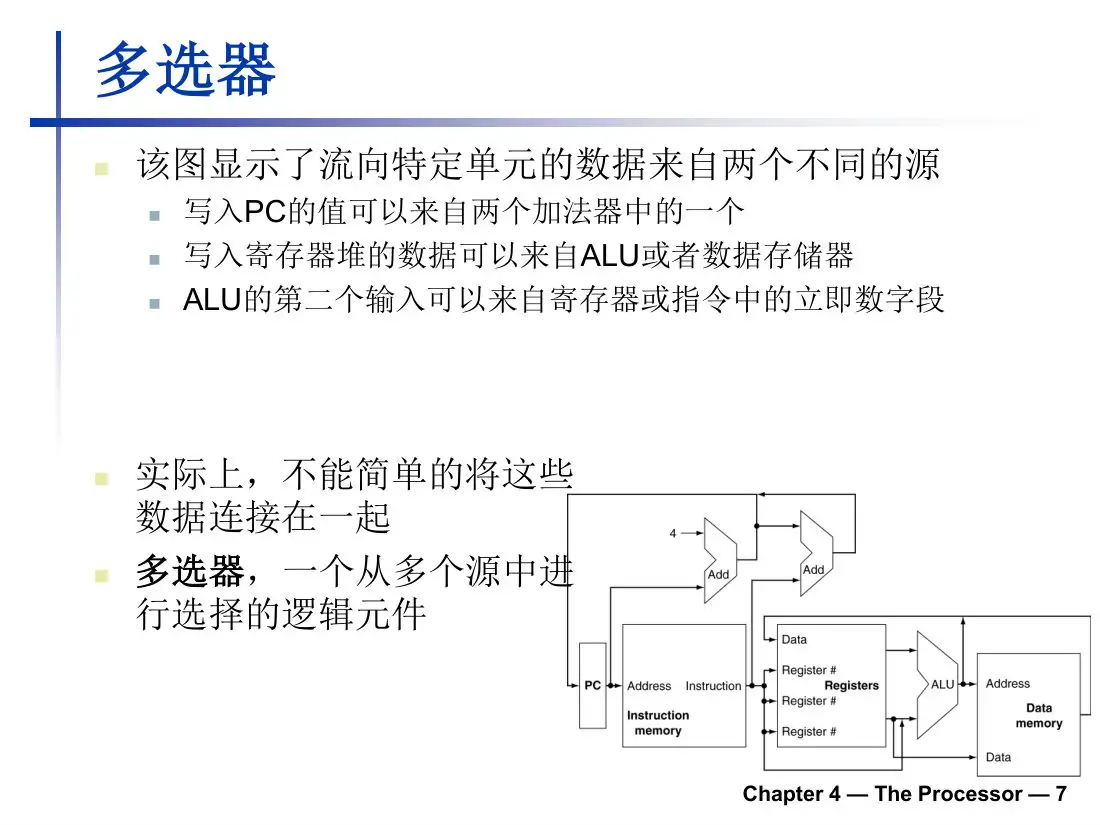 多选器
该图显示了流向特定单元的数据来自两个不同的源
写入PC的值可以来自两个加法器中的一个
写入寄存器堆的数据可以来自ALU或者数据存储器
ALU的第二个输入可以来自寄存器或指令中的立即数字段
实际上，不能简单的将这些
数据连接在一起
多选器，一个从多个源中进
行选择的逻辑元件
4
Add
Add
PC
Address
Instruction
Instruction
memory
Data
Register #
Registers
Register #
Register #
ALU
Address
Data
memory
Data
Chapter 4 — The Processor — 7